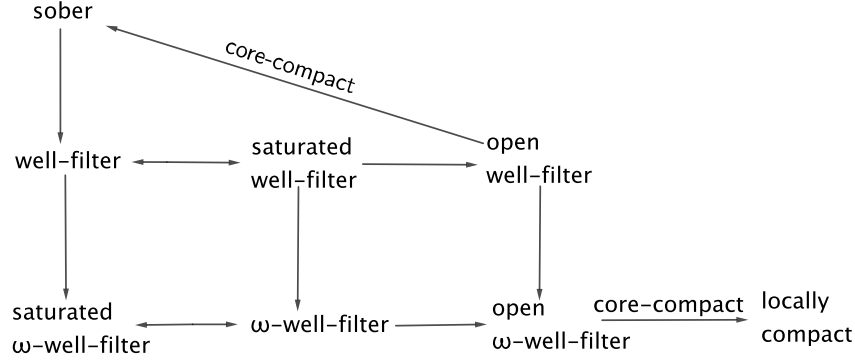 sober
core-compact
well-filter
saturated
well-filter
open
well-filter
saturated
ω-well-filter
ω-well-filter
open
ω-well-filter
core-compact
locally
compact